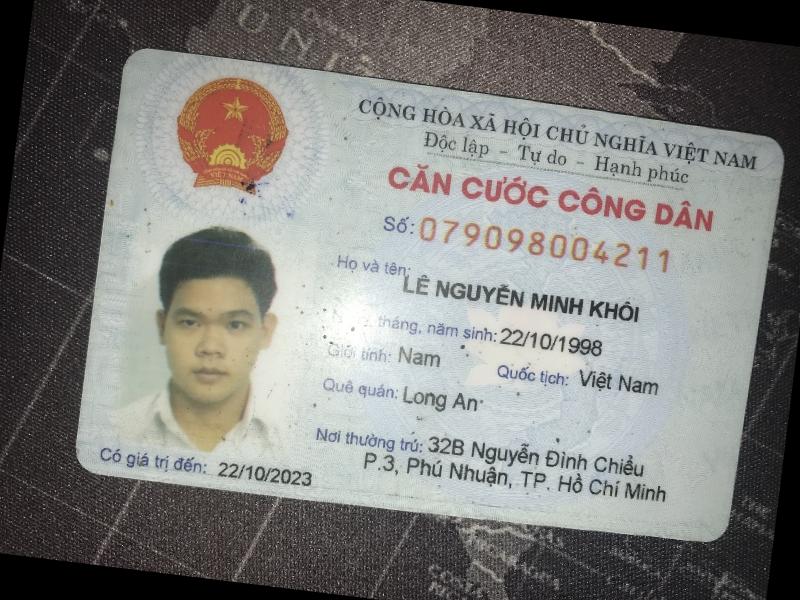 CỘNG HÒA XÃ HỘI CHỦ NGHĨA VIỆT NAM
Độc lập - Tự do - Hạnh phúc
CĂN CƯỚC CÔNG DÂN
Số: 079098004211
Họ và tên:
LÊ NGUYỄN MINH KHÔI
tháng, năm sinh: 22/10/1998
Giới tính: Nam Quốc tịch: Việt Nam
Quê quán: Long An
Nơi thường trú: 32B Nguyễn Đình Chiểu
P.3, Phú Nhuận, TP. Hồ Chí Minh
Có giá trị đến: 22/10/2023